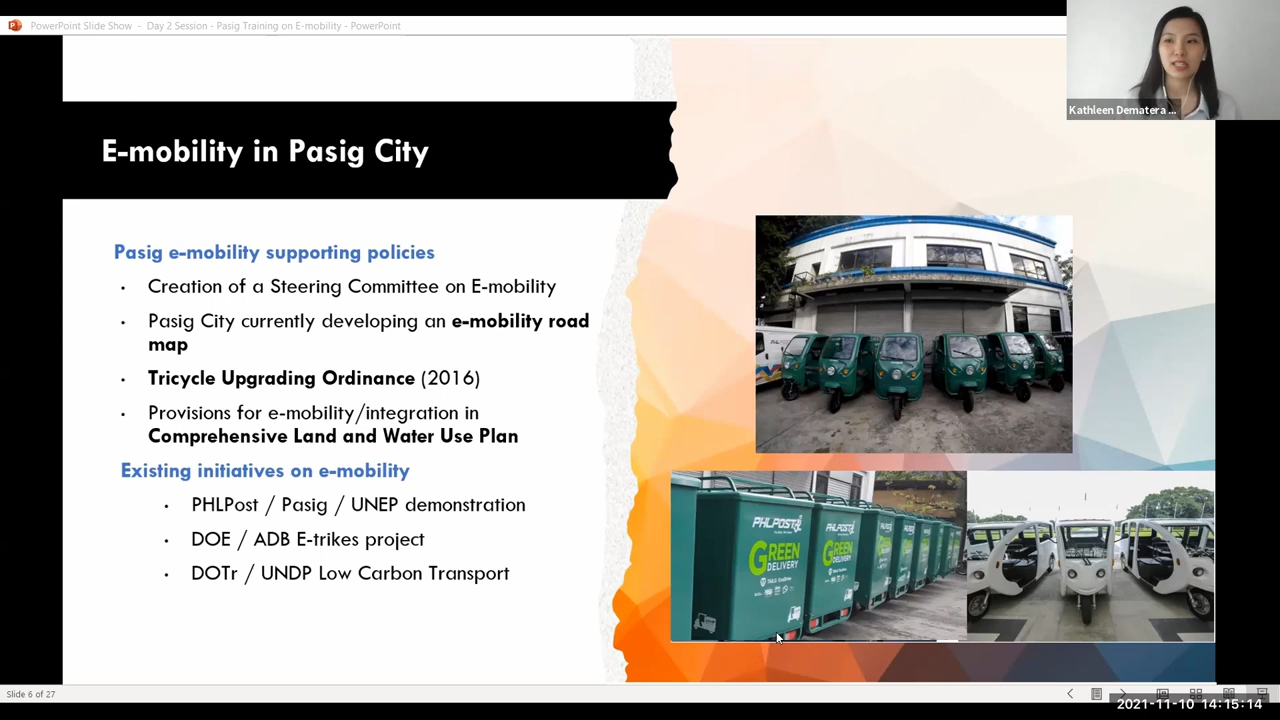 PowerPoint Slide Show - Day 2 Session - Pasig Training on E-mobility - PowerPoint
Kathleen Dematera ...
E-mobility in Pasig City
Pasig e-mobility supporting policies
• Creation of a Steering Committee on E-mobility
• Pasig City currently developing an e-mobility road
map
• Tricycle Upgrading Ordinance (2016)
• Provisions for e-mobility/integration in
Comprehensive Land and Water Use Plan
Existing initiatives on e-mobility
• PHLPost / Pasig / UNEP demonstration
• DOE / ADB E-trikes project
• DOTr / UNDP Low Carbon Transport
PHLPOST
GREEN
DELIVERY
PHLPOST
GREEN
DELIVERY
Slide 6 of 27
2021-11-10 14:15:14